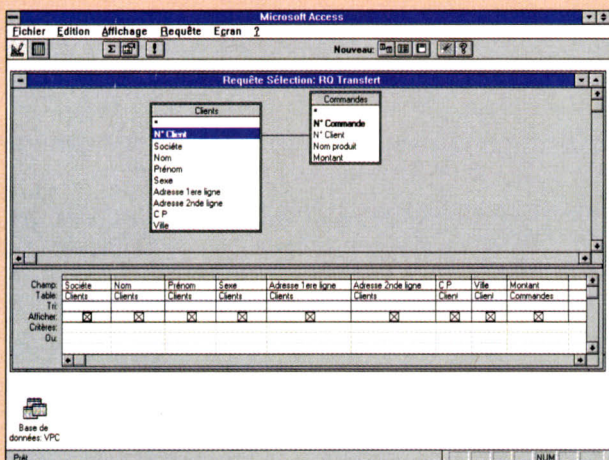 Microsoft Access
Fichier Edition Affichage Requête Ecran ?
Nouveau:
Requête Sélection: RQ Transfert
Clients
*
N° Client
Sociéte
Nom
Prénom
Sexe
Adresse 1ere ligne
Adresse 2nde ligne
C P
Ville
Commandes
*
N° Commande
N° Client
Nom produit
Montant
Champ: Sociéte Nom Prénom Sexe Adresse 1ere ligne Adresse 2nde ligne C P Ville Montant
Table: Clients Clients Clients Clients Clients Clients Client Client Commandes
Tri:
Afficher:
Critères:
Ou:
Base de
données: VPC
Prêt NUM